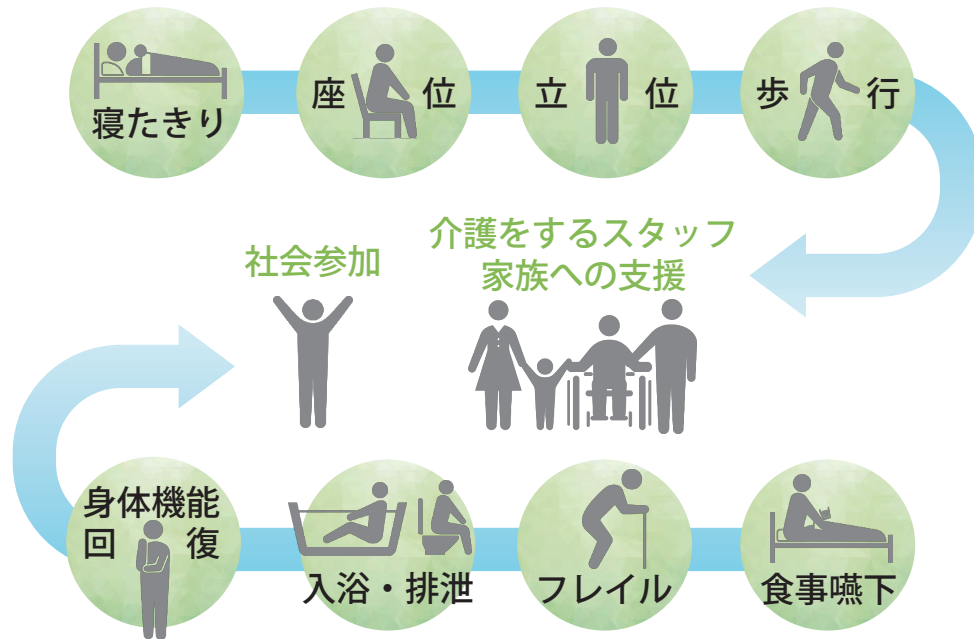 寝たきり
座位
立位
歩行
社会参加
介護をするスタッフ
家族への支援
身体機能
回復
入浴・排泄
フレイル
食事嚥下